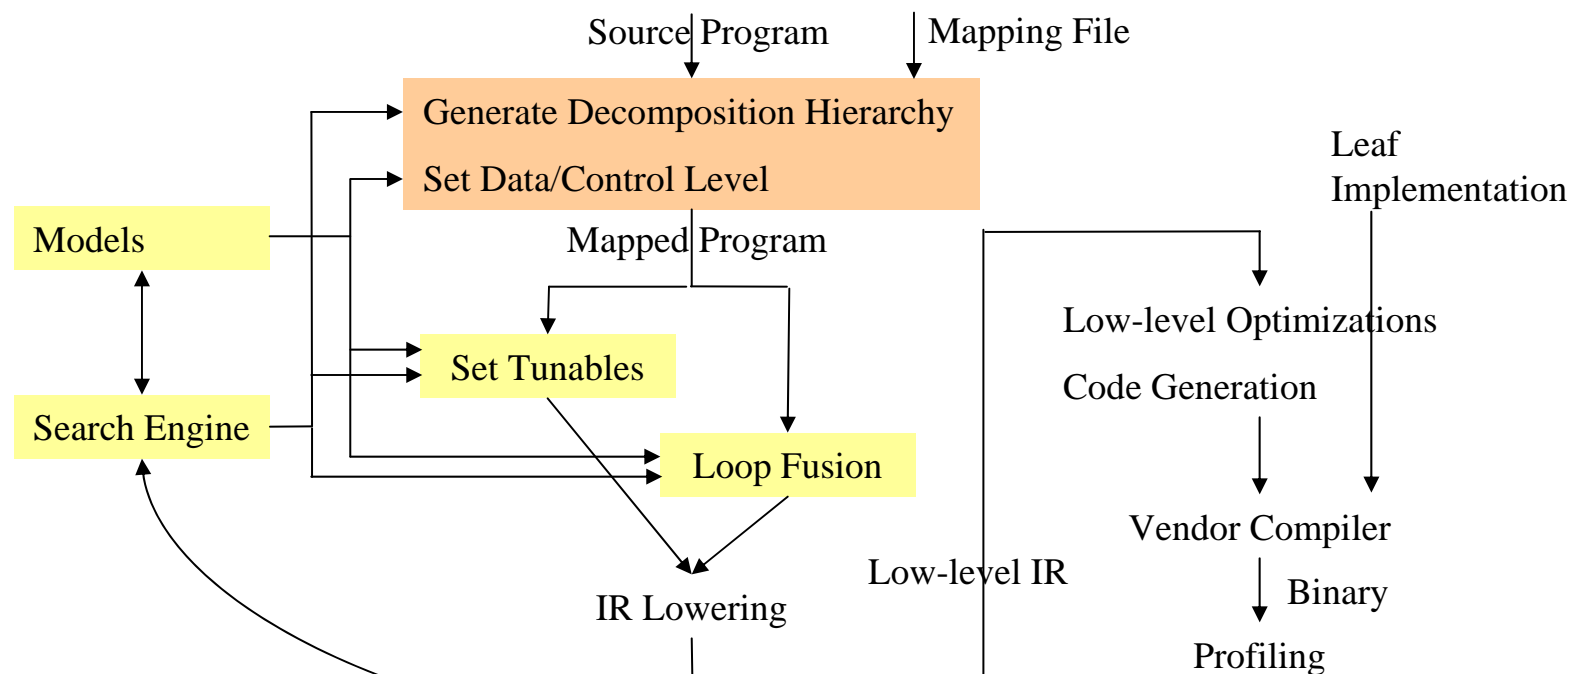 Source Program
Mapping File
Generate Decomposition Hierarchy
Set Data/Control Level
Leaf
Implementation
Models
Mapped Program
Low-level Optimizations
Set Tunables
Code Generation
Search Engine
Loop Fusion
Vendor Compiler
Low-level IR
Binary
IR Lowering
Profiling